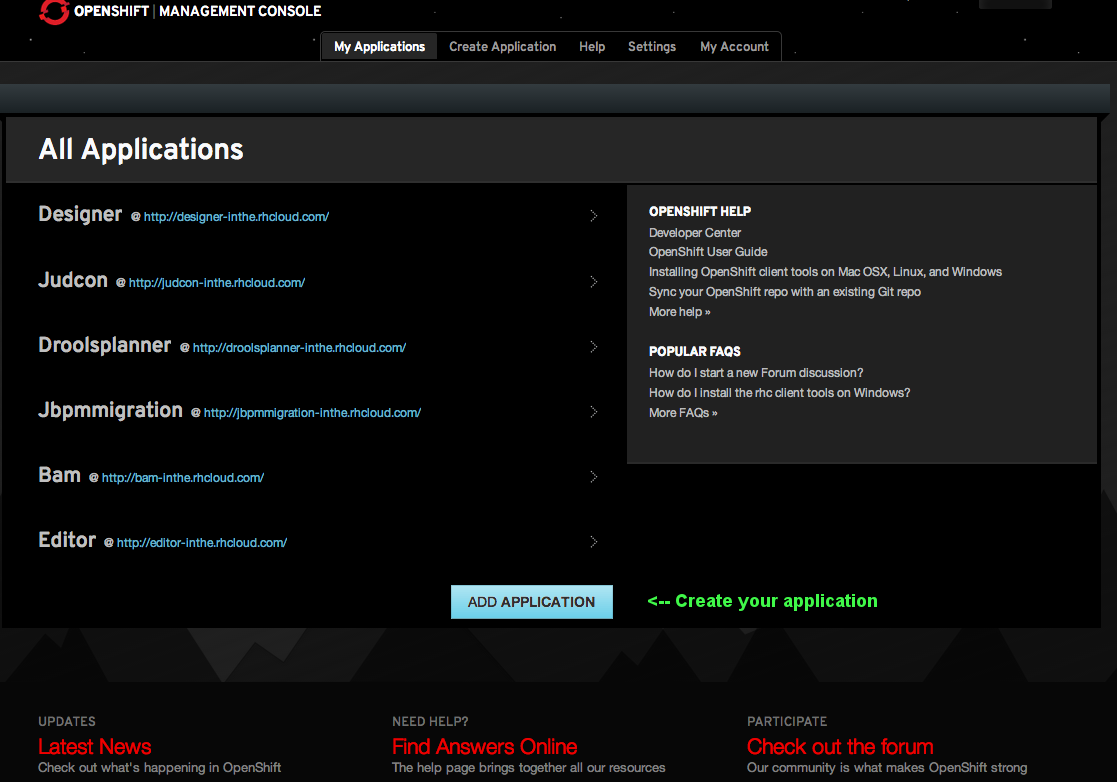 OPENSHIFT | MANAGEMENT CONSOLE
My Applications Create Application Help Settings My Account
All Applications
Designer @ http://designer-inthe.rhcloud.com/
Judcon @ http://judcon-inthe.rhcloud.com/
Droolsplanner @ http://droolsplanner-inthe.rhcloud.com/
Jbpmmigration @ http://jbpmmigration-inthe.rhcloud.com/
Bam @ http://bam-inthe.rhcloud.com/
Editor @ http://editor-inthe.rhcloud.com/
ADD APPLICATION <-- Create your application
OPENSHIFT HELP
Developer Center
OpenShift User Guide
Installing OpenShift client tools on Mac OSX, Linux, and Windows
Sync your OpenShift repo with an existing Git repo
More help »
POPULAR FAQS
How do I start a new Forum discussion?
How do I install the rhc client tools on Windows?
More FAQs »
UPDATES
Latest News
Check out what's happening in OpenShift
NEED HELP?
Find Answers Online
The help page brings together all our resources
PARTICIPATE
Check out the forum
Our community is what makes OpenShift strong